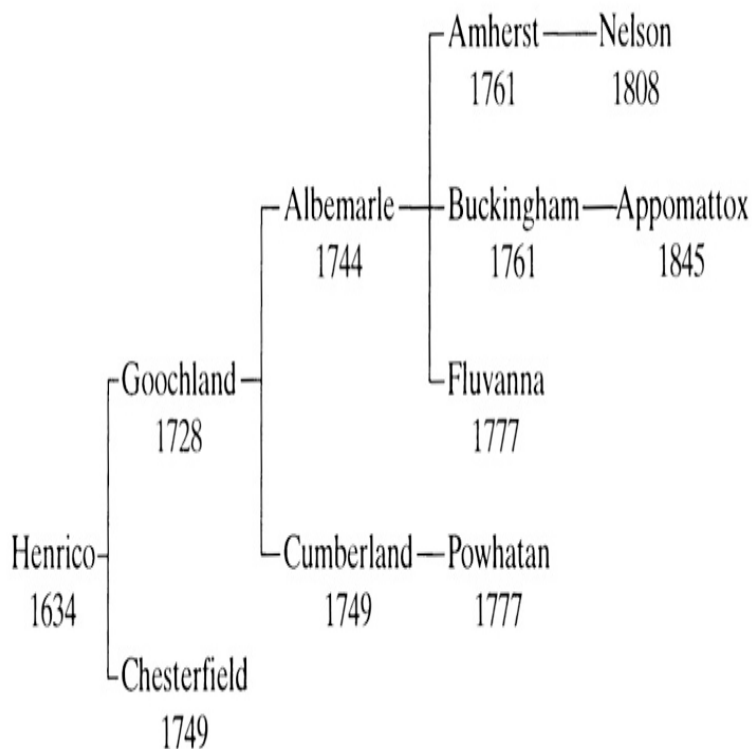 Amherst Nelson
1761 1808
Albemarle Buckingham Appomattox
1744 1761 1845
Goochland Fluvanna
1728 1777
Henrico Cumberland Powhatan
1634 1749 1777
Chesterfield
1749